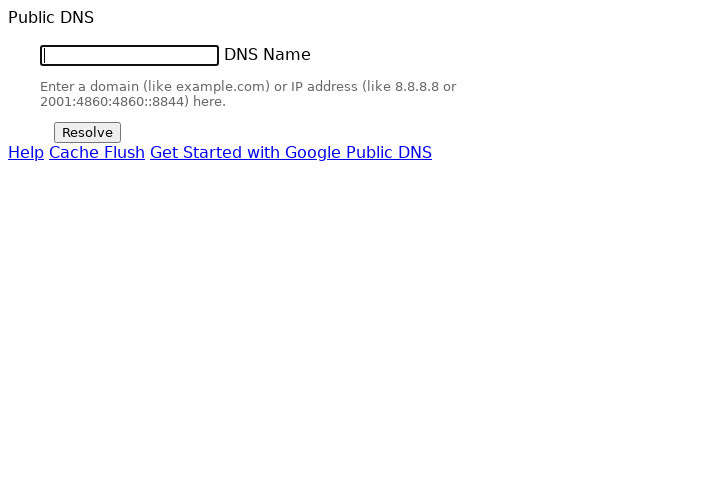 Public DNS
DNS Name
Enter a domain (like example.com) or IP address (like 8.8.8.8 or
2001:4860:4860::8844) here.
Resolve
Help Cache Flush Get Started with Google Public DNS